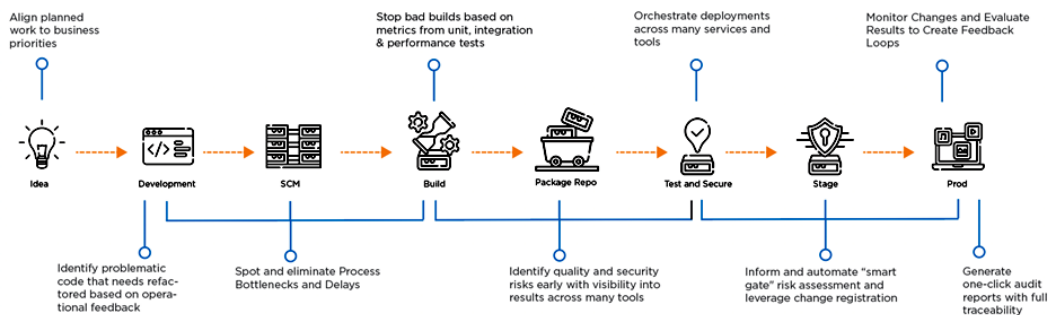 Align planned
work to business
priorities
Stop bad builds based on
metrics from unit, integration
& performance tests
Orchestrate deployments
across many services and
tools
Monitor Changes and Evaluate
Results to Create Feedback
Loops
Idea
Development
SCM
Build
Package Repo
Test and Secure
Stage
Prod
Identify problematic
code that needs refac-
tored based on opera-
tional feedback
Spot and eliminate Process
Bottlenecks and Delays
Identify quality and security
risks early with visibility into
results across many tools
Inform and automate "smart
gate" risk assessment and
leverage change registration
Generate
one-click audit
reports with full
traceability